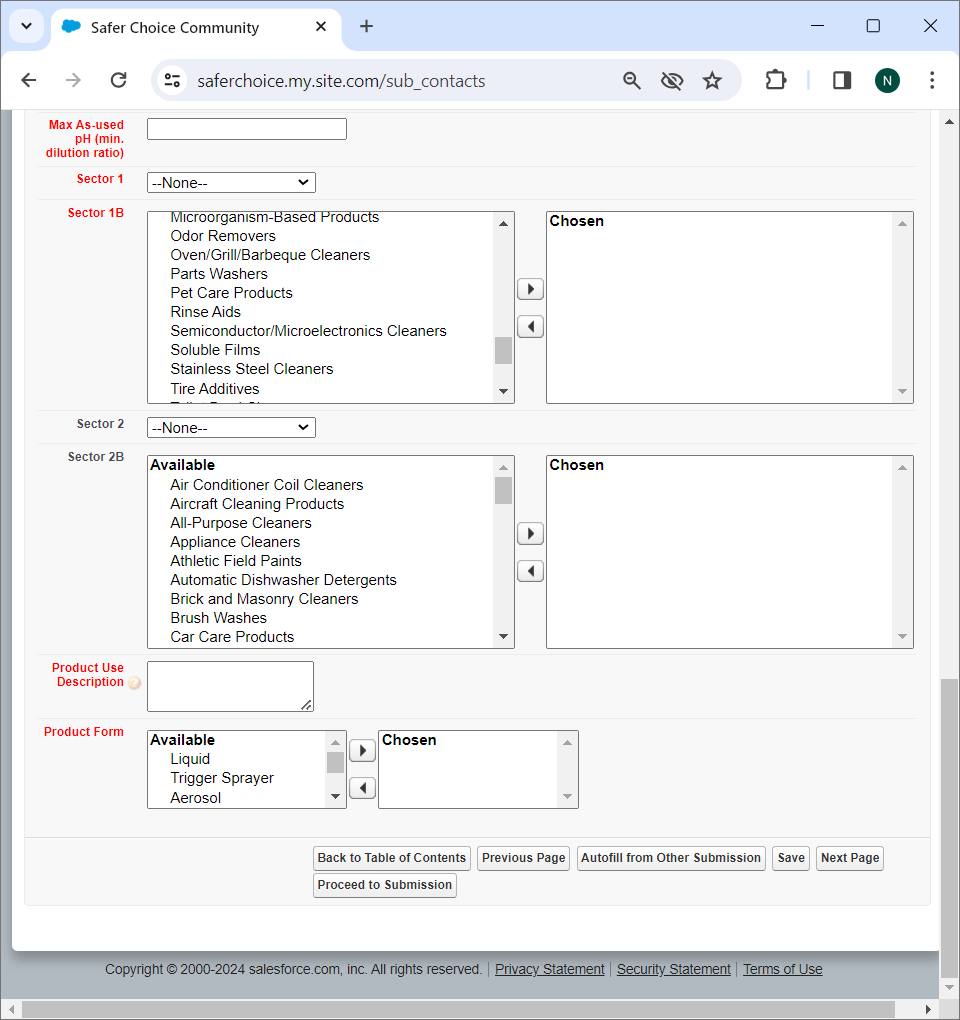 Safer Choice Community
saferchoice.my.site.com/sub_contacts
N
Max As-used
pH (min.
dilution ratio)
Sector 1
--None--
Sector 1B
Microorganism-Based Products
Odor Removers
Oven/Grill/Barbeque Cleaners
Parts Washers
Pet Care Products
Rinse Aids
Semiconductor/Microelectronics Cleaners
Soluble Films
Stainless Steel Cleaners
Tire Additives
Chosen
Sector 2
--None--
Sector 2B
Available
Air Conditioner Coil Cleaners
Aircraft Cleaning Products
All-Purpose Cleaners
Appliance Cleaners
Athletic Field Paints
Automatic Dishwasher Detergents
Brick and Masonry Cleaners
Brush Washes
Car Care Products
Chosen
Product Use
Description
?
Product Form
Available
Liquid
Trigger Sprayer
Aerosol
Chosen
Back to Table of Contents
Previous Page
Autofill from Other Submission
Save
Next Page
Proceed to Submission
Copyright © 2000-2024 salesforce.com, inc. All rights reserved. | Privacy Statement | Security Statement | Terms of Use